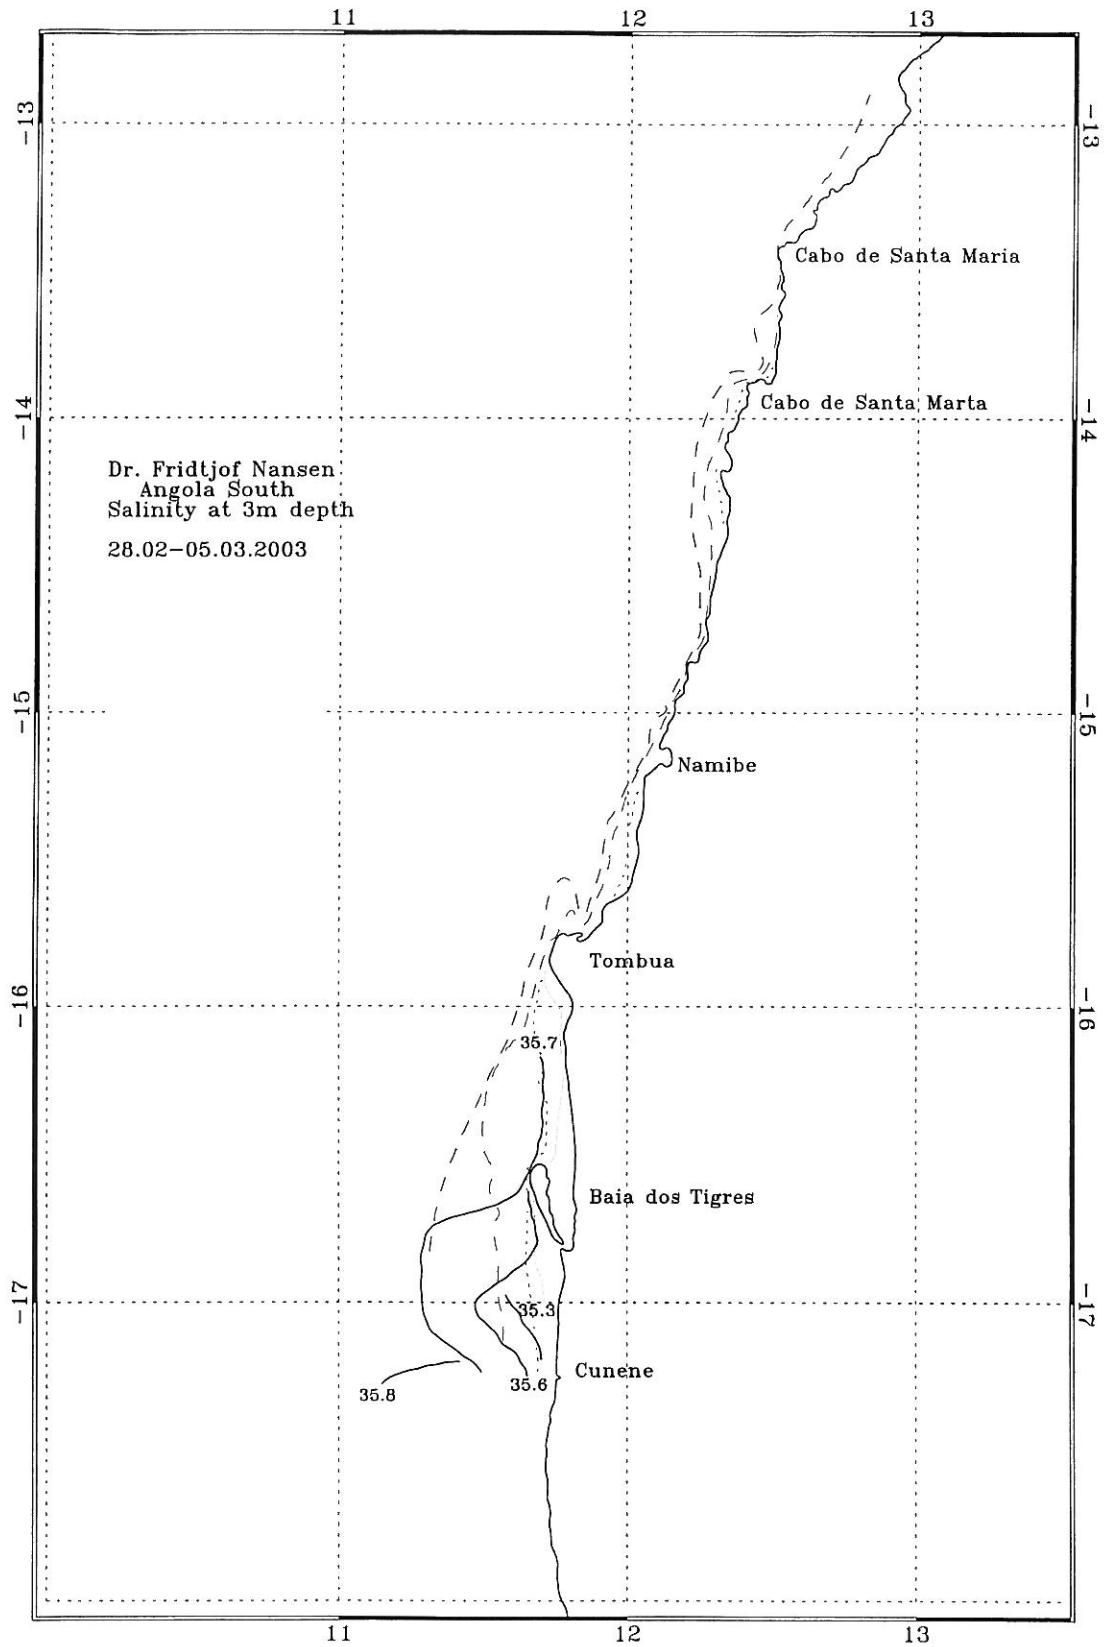 11 12 13
-13 -13
Cabo de Santa Maria
Cabo de Santa Marta
-14 -14
Dr. Fridtjof Nansen
Angola South
Salinity at 3m depth
28.02-05.03.2003
-15 -15
Namibe
Tombua
-16 -16
35.7
Baia dos Tigres
-17 -17
35.3
Cunene
35.6
35.8
11 12 13